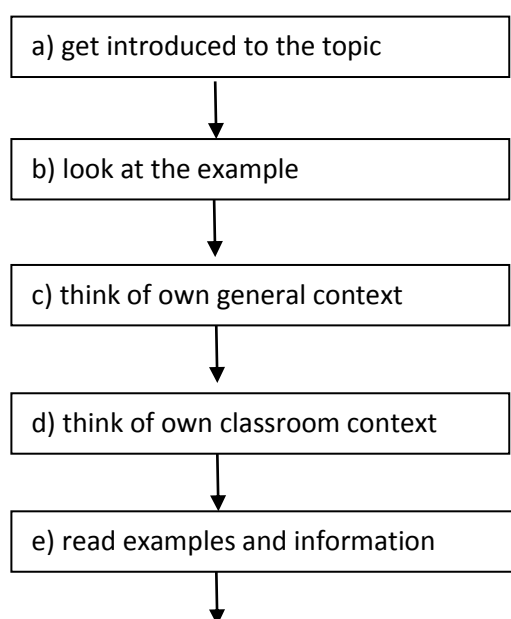 a) get introduced to the topic
b) look at the example
c) think of own general context
d) think of own classroom context
e) read examples and information